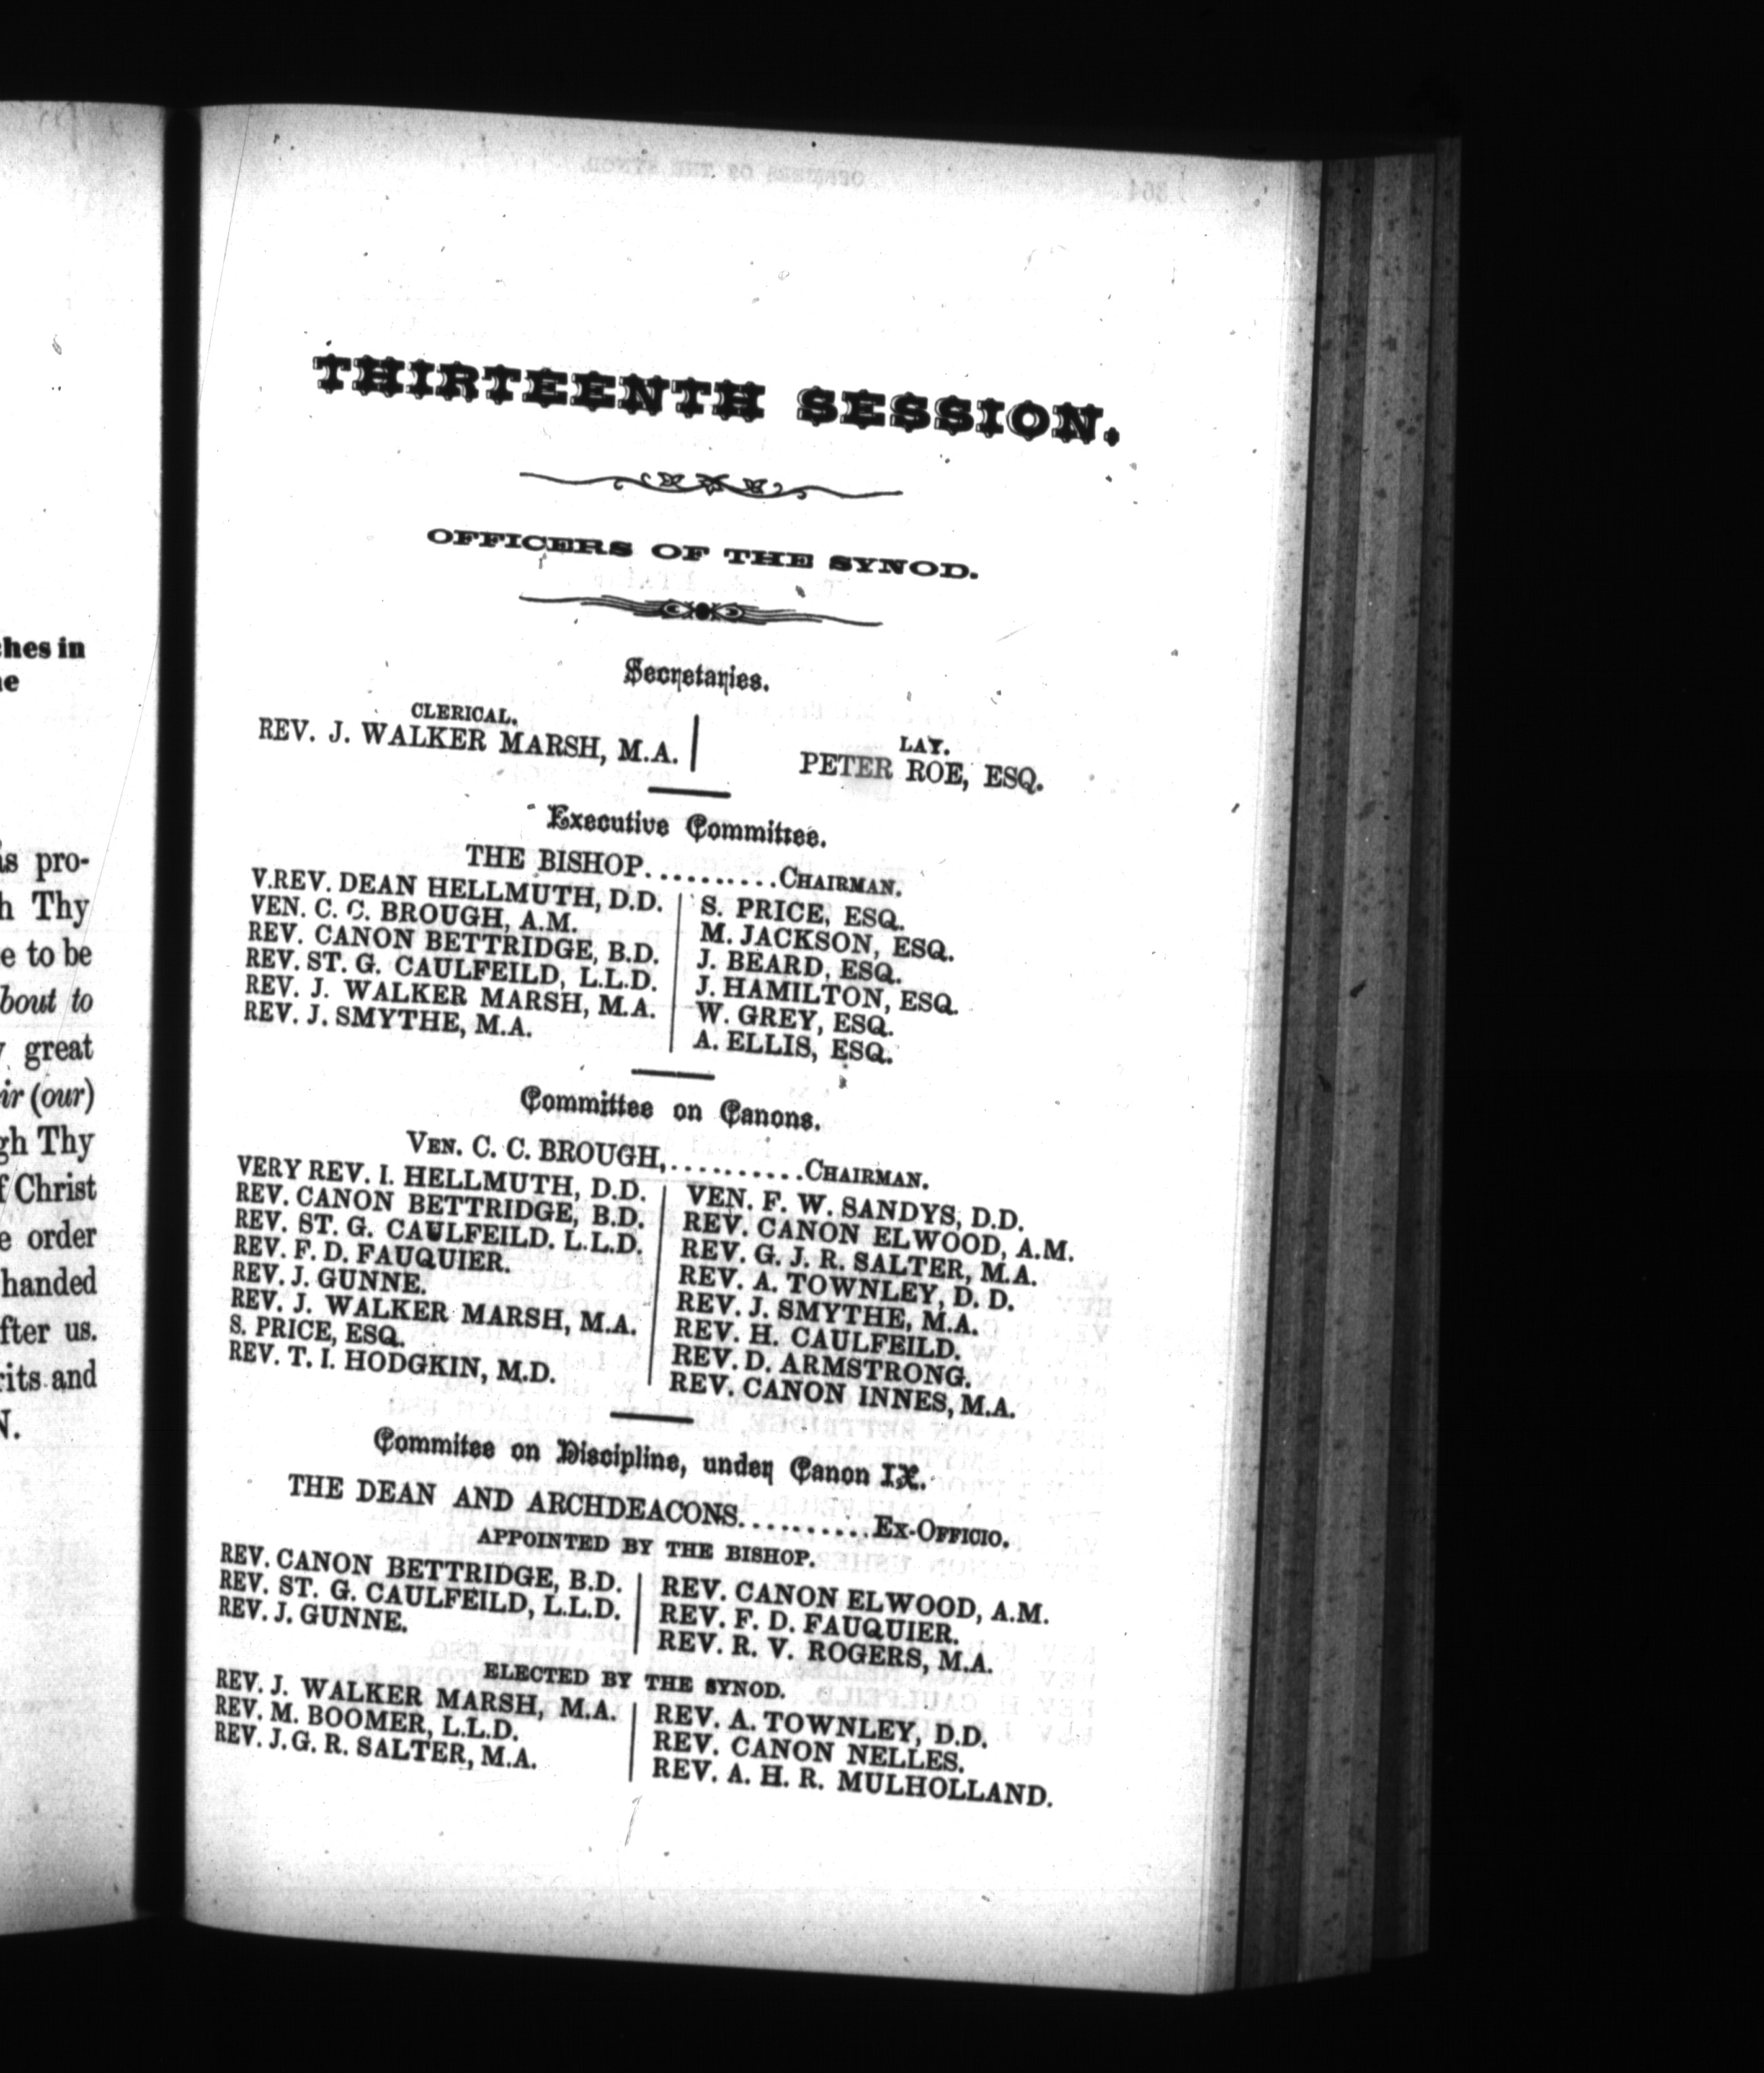 hes in
is pro-
h Thy
e to be
bout to
great
ir (our)
gh Thy
f Christ
e order
handed
fter us.
rits and
N.
THIRTEENTH SESSION.
OFFICERS OF THE SYNOD.
Secretaries.
CLERICAL.
REV. J. WALKER MARSH, M.A.
LAY.
PETER ROE, ESQ.
Executive Committee.
THE BISHOP..........CHAIRMAN.
V.REV. DEAN HELLMUTH, D.D.
VEN. C. C. BROUGH, A.M.
REV. CANON BETTRIDGE, B.D.
REV. ST. G. CAULFEILD, L.L.D.
REV. J. WALKER MARSH, M.A.
REV. J. SMYTHE, M.A.
S. PRICE, ESQ.
M. JACKSON, ESQ.
J. BEARD, ESQ.
J. HAMILTON, ESQ.
W. GREY, ESQ.
A. ELLIS, ESQ.
Committee on Canons.
VEN. C. C. BROUGH,..........CHAIRMAN.
VERY REV. I. HELLMUTH, D.D.
REV. CANON BETTRIDGE, B.D.
REV. ST. G. CAULFEILD. L.L.D.
REV. F. D. FAUQUIER.
REV. J. GUNNE.
REV. J. WALKER MARSH, M.A.
S. PRICE, ESQ.
REV. T. I. HODGKIN, M.D.
VEN. F. W. SANDYS, D.D.
REV. CANON ELWOOD, A.M.
REV. G. J. R. SALTER, M.A.
REV. A. TOWNLEY, D. D.
REV. J. SMYTHE, M.A.
REV. H. CAULFEILD.
REV. D. ARMSTRONG.
REV. CANON INNES, M.A.
Commitee on Discipline, under Canon IX.
THE DEAN AND ARCHDEACONS..........EX-OFFICIO.
APPOINTED BY THE BISHOP.
REV. CANON BETTRIDGE, B.D.
REV. ST. G. CAULFEILD, L.L.D.
REV. J. GUNNE.
REV. CANON ELWOOD, A.M.
REV. F. D. FAUQUIER.
REV. R. V. ROGERS, M.A.
ELECTED BY THE SYNOD.
REV. J. WALKER MARSH, M.A.
REV. M. BOOMER, L.L.D.
REV. J. G. R. SALTER, M.A.
REV. A. TOWNLEY, D.D.
REV. CANON NELLES.
REV. A. H. R. MULHOLLAND.